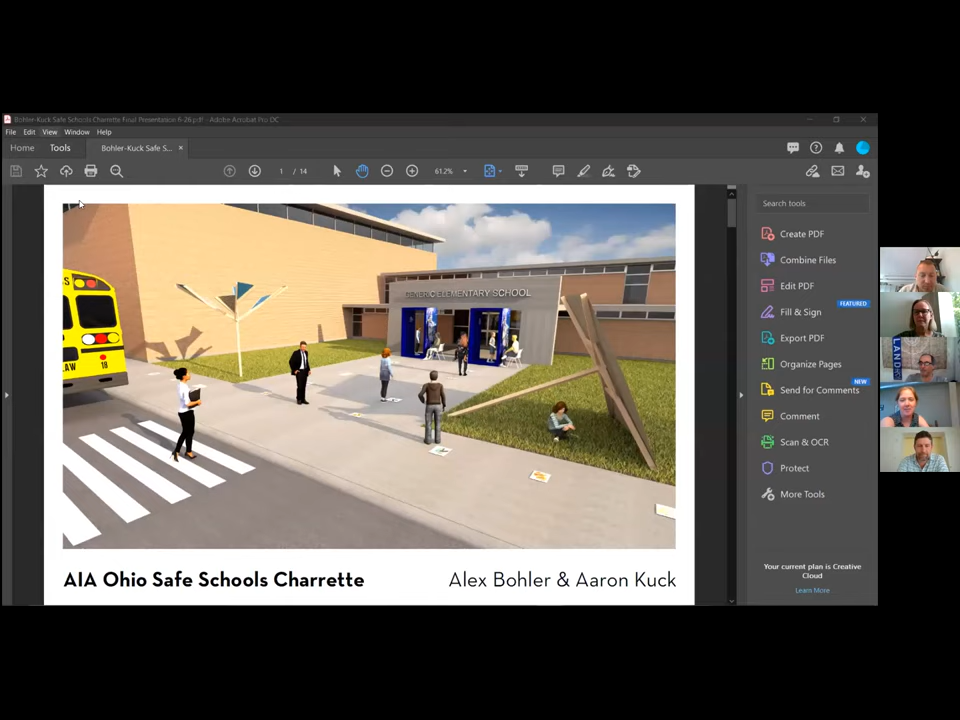 Bohler-Kuck Safe Schools Charrette Final Presentation 6-26.pdf - Adobe Acrobat Pro DC
File Edit View Window Help
Home Tools Bohler-Kuck Safe S...
1 / 14 61.2%
Search tools
Create PDF
Combine Files
Edit PDF
FEATURED
Fill & Sign
Export PDF
Organize Pages
NEW
Send for Comments
Comment
Scan & OCR
Protect
More Tools
Your current plan is Creative
Cloud
Learn More
GENERIC ELEMENTARY SCHOOL
LAW 18
LAND
AIA Ohio Safe Schools Charrette
Alex Bohler & Aaron Kuck